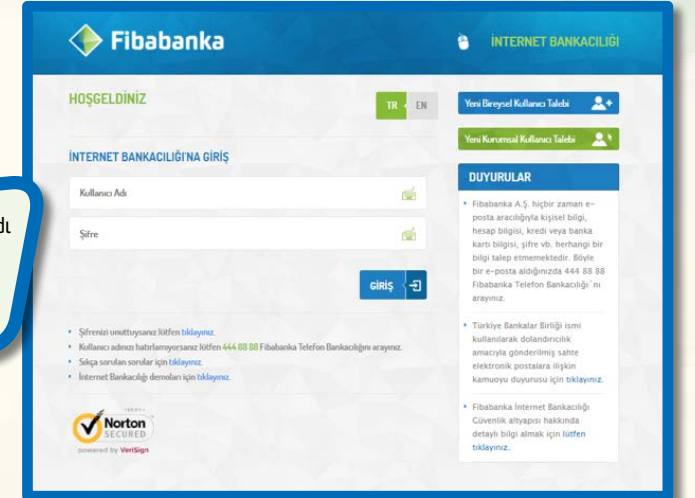 Fibabanka
İNTERNET BANKACILIĞI
HOŞGELDİNİZ
TR
EN
İNTERNET BANKACILIĞI'NA GİRİŞ
Kullanıcı Adı
Şifre
GİRİŞ
Şifrenizi unuttuysanız lütfen tıklayınız.
Kullanıcı adınızı hatırlamıyorsanız lütfen 444 88 88 Fibabanka Telefon Bankacılığını arayınız.
Sıkça sorulan sorular için tıklayınız.
İnternet Bankacılığı demoları için tıklayınız.
Norton
SECURED
powered by VeriSign
Yeni Bireysel Kullanıcı Talebi
Yeni Kurumsal Kullanıcı Talebi
DUYURULAR
Fibabanka A.Ş. hiçbir zaman e-
posta aracılığıyla kişisel bilgi,
hesap bilgisi, kredi veya banka
kartı bilgisi, şifre vb. herhangi bir
bilgi talep etmemektedir. Böyle
bir e-posta aldığınızda 444 88 88
Fibabanka Telefon Bankacılığı`nı
arayınız.
Türkiye Bankalar Birliği ismi
kullanılarak dolandırıcılık
amacıyla gönderilmiş sahte
elektronik postalara ilişkin
kamuoyu duyurusu için tıklayınız.
Fibabanka İnternet Bankacılığı
Güvenlik altyapısı hakkında
detaylı bilgi almak için lütfen
tıklayınız.